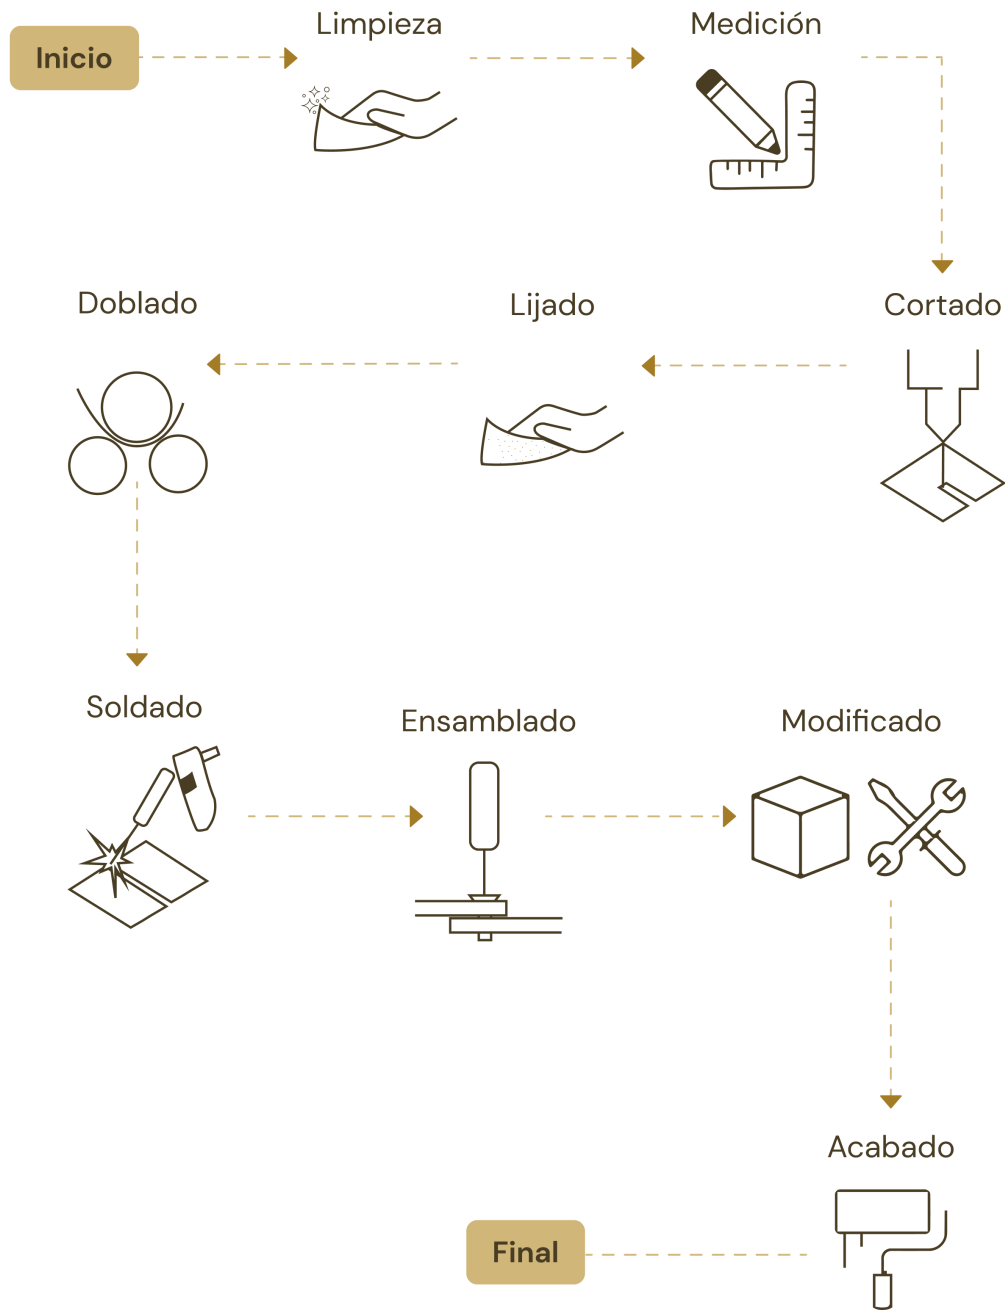 Inicio
Limpieza
Medición
Cortado
Lijado
Doblado
Soldado
Ensamblado
Modificado
Acabado
Final